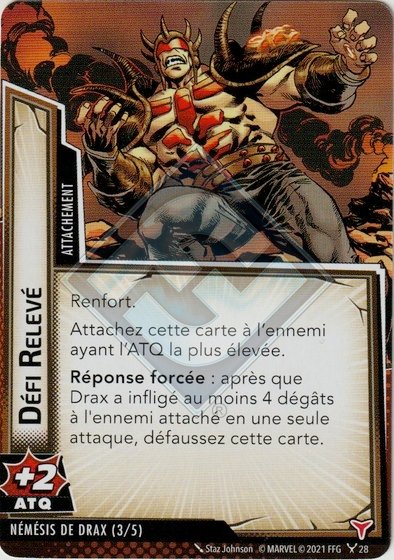 ATTACHEMENT
DÉFI RELEVÉ
Renfort.
Attachez cette carte à l'ennemi
ayant l'ATQ la plus élevée.
Réponse forcée : après que
Drax a infligé au moins 4 dégâts
à l'ennemi attaché en une seule
attaque, défaussez cette carte.
+2
ATQ
NÉMÉSIS DE DRAX (3/5)
Staz Johnson © MARVEL © 2021 FFG 28